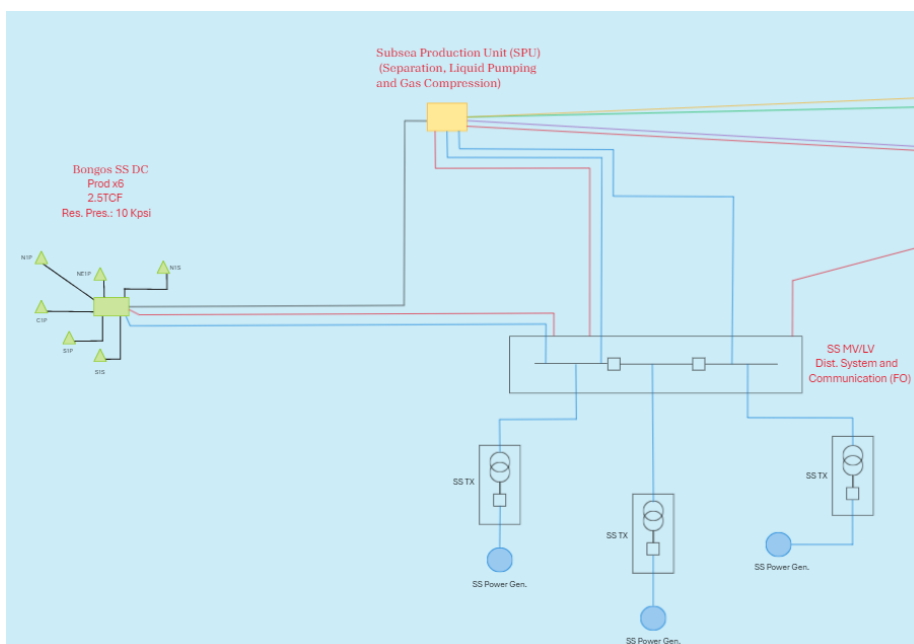 Subsea Production Unit (SPU)
(Separation, Liquid Pumping
and Gas Compression)
Bongos SS DC
Prod x6
2.5TCF
Res. Pres.: 10 Kpsi
N1P
NE1P
N1S
C1P
S1P
S1S
SS MV/LV
Dist. System and
Communication (FO)
SS TX
SS TX
SS TX
SS Power Gen.
SS Power Gen.
SS Power Gen.